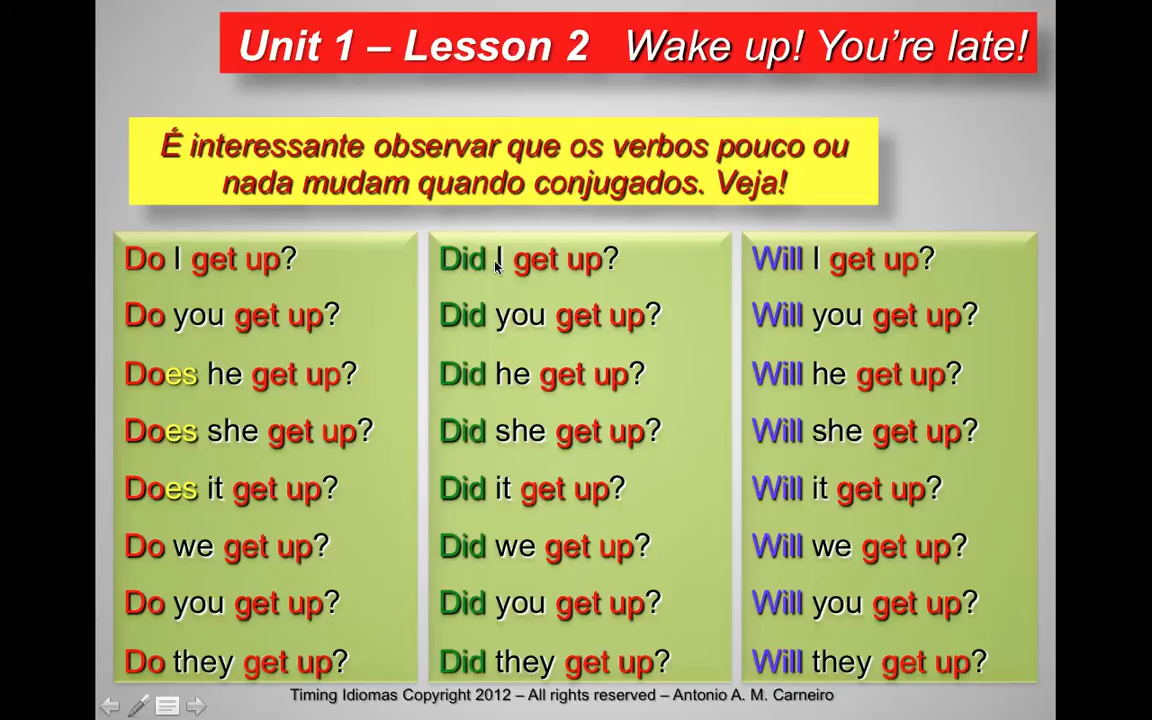 Unit 1 – Lesson 2 Wake up! You're late!
É interessante observar que os verbos pouco ou
nada mudam quando conjugados. Veja!
Do I get up?
Do you get up?
Does he get up?
Does she get up?
Does it get up?
Do we get up?
Do you get up?
Do they get up?
Did I get up?
Did you get up?
Did he get up?
Did she get up?
Did it get up?
Did we get up?
Did you get up?
Did they get up?
Will I get up?
Will you get up?
Will he get up?
Will she get up?
Will it get up?
Will we get up?
Will you get up?
Will they get up?
Timing Idiomas Copyright 2012 – All rights reserved – Antonio A. M. Carneiro